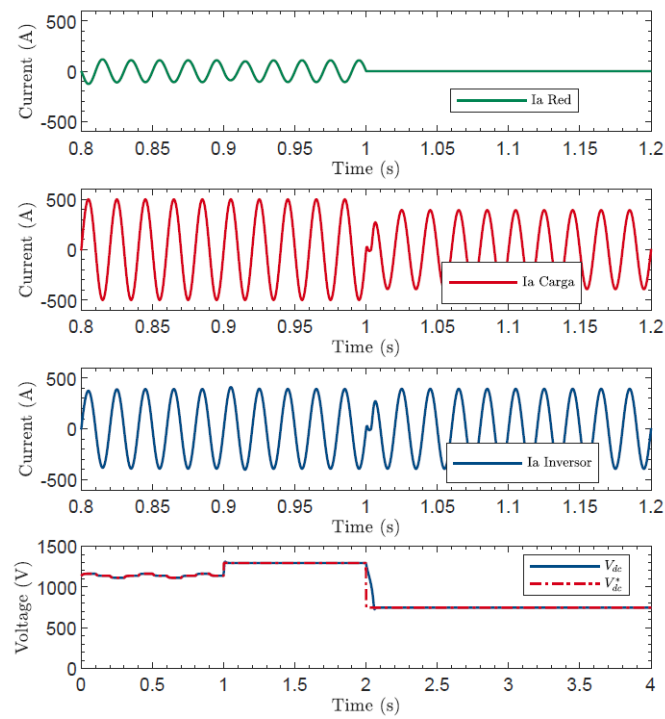 500
0
-500
Current (A)
Ia Red
0.8 0.85 0.9 0.95 1 1.05 1.1 1.15 1.2
Time (s)
500
0
-500
Current (A)
Ia Carga
0.8 0.85 0.9 0.95 1 1.05 1.1 1.15 1.2
Time (s)
500
0
-500
Current (A)
Ia Inversor
0.8 0.85 0.9 0.95 1 1.05 1.1 1.15 1.2
Time (s)
1500
1000
500
0
Voltage (V)
V_dc
V*_dc
0 0.5 1 1.5 2 2.5 3 3.5 4
Time (s)